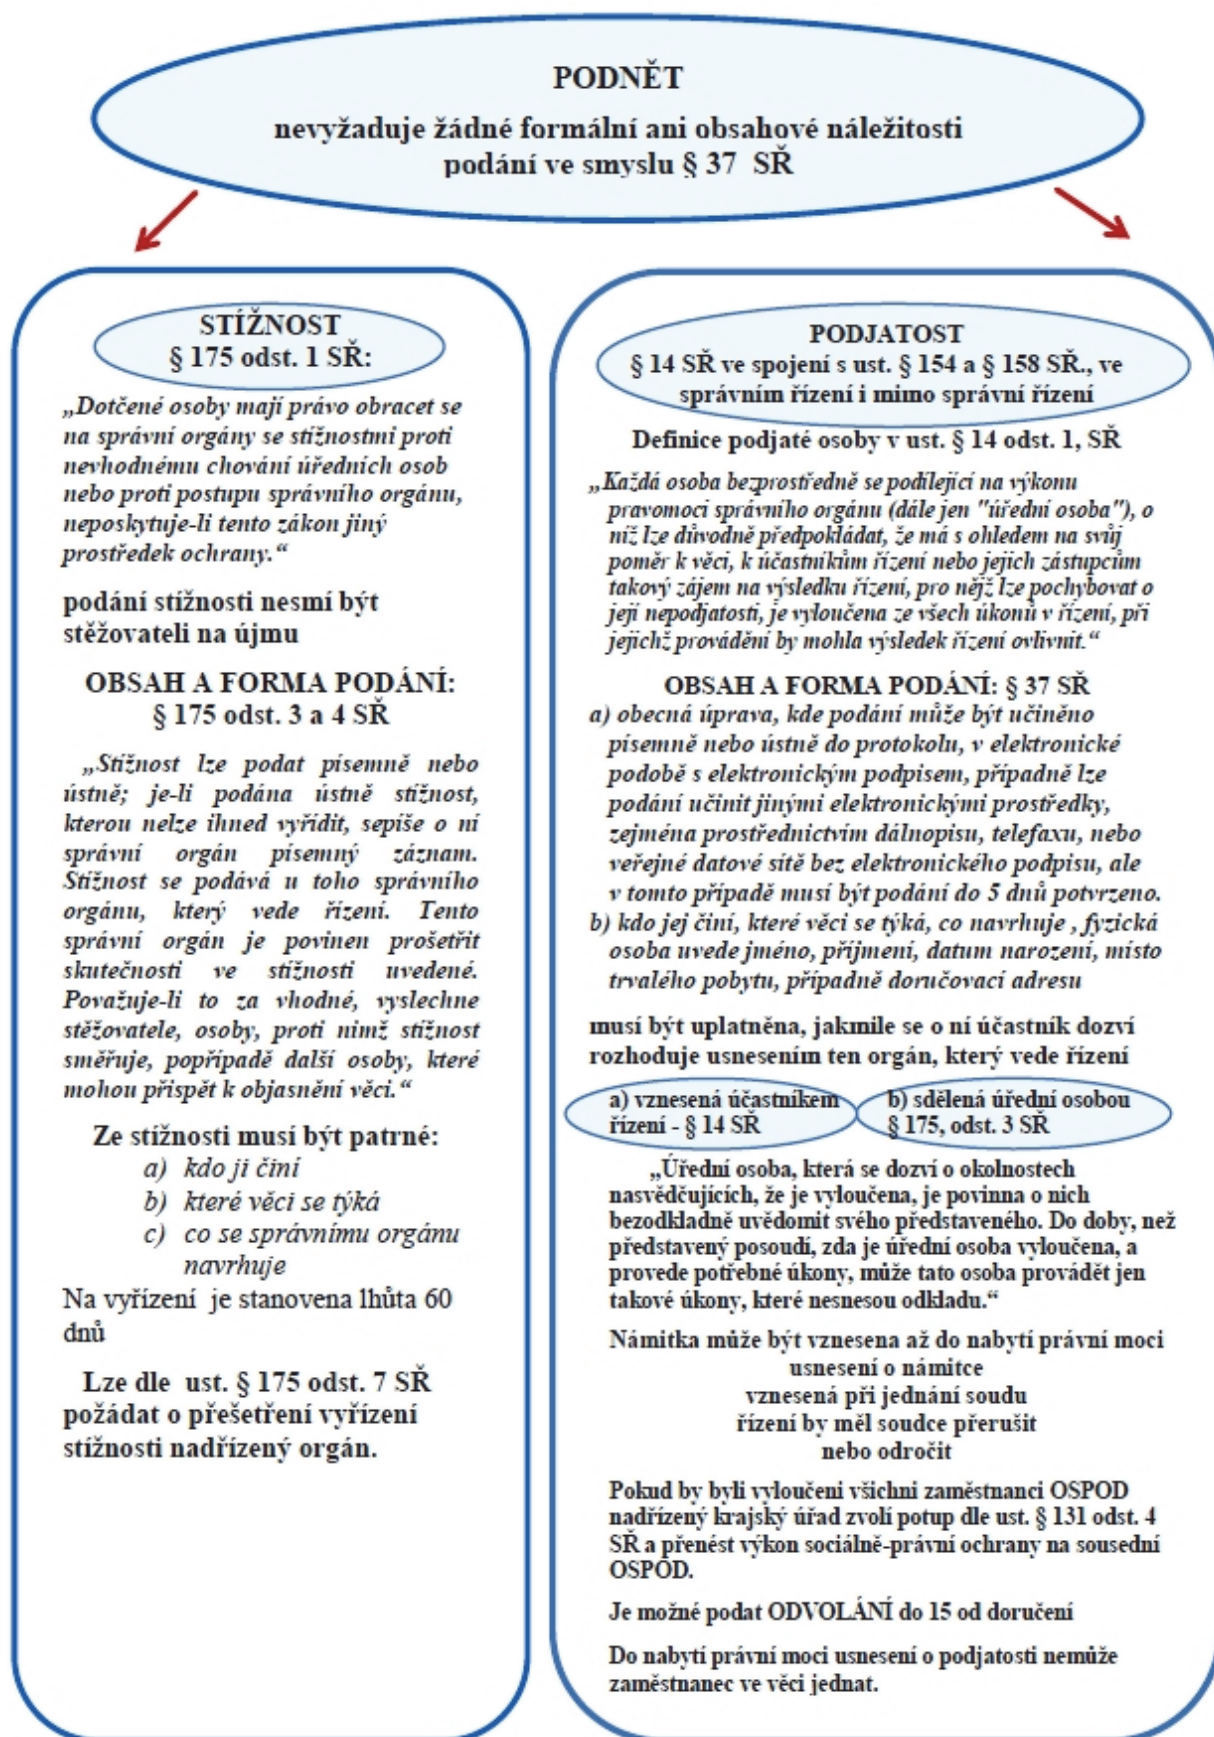 PODNĚT
nevyžaduje žádné formální ani obsahové náležitosti
podání ve smyslu § 37 SŘ
STÍŽNOST
§ 175 odst. 1 SŘ:
„Dotčené osoby mají právo obracet se
na správní orgány se stížnostmi proti
nevhodnému chování úředních osob
nebo proti postupu správního orgánu,
neposkytuje-li tento zákon jiný
prostředek ochrany.“
podání stížnosti nesmí být
stěžovateli na újmu
OBSAH A FORMA PODÁNÍ:
§ 175 odst. 3 a 4 SŘ
„Stížnost lze podat písemně nebo
ústně; je-li podána ústně stížnost,
kterou nelze ihned vyřídit, sepíše o ní
správní orgán písemný záznam.
Stížnost se podává u toho správního
orgánu, který vede řízení. Tento
správní orgán je povinen prošetřit
skutečnosti ve stížnosti uvedené.
Považuje-li to za vhodné, vyslechne
stěžovatele, osoby, proti nimž stížnost
směřuje, popřípadě další osoby, které
mohou přispět k objasnění věci.“
Ze stížnosti musí být patrné:
a) kdo ji činí
b) které věci se týká
c) co se správnímu orgánu
navrhuje
Na vyřízení je stanovena lhůta 60
dnů
Lze dle ust. § 175 odst. 7 SŘ
požádat o přešetření vyřízení
stížnosti nadřízený orgán.
PODJATOST
§ 14 SŘ ve spojení s ust. § 154 a § 158 SŘ., ve
správním řízení i mimo správní řízení
Definice podjaté osoby v ust. § 14 odst. 1, SŘ
„Každá osoba bezprostředně se podílející na výkonu
pravomoci správního orgánu (dále jen "úřední osoba"), o
níž lze důvodně předpokládat, že má s ohledem na svůj
poměr k věci, k účastníkům řízení nebo jejich zástupcům
takový zájem na výsledku řízení, pro nějž lze pochybovat o
její nepodjatosti, je vyloučena ze všech úkonů v řízení, při
jejichž provádění by mohla výsledek řízení ovlivnit.“
OBSAH A FORMA PODÁNÍ: § 37 SŘ
a) obecná úprava, kde podání může být učiněno
písemně nebo ústně do protokolu, v elektronické
podobě s elektronickým podpisem, případně lze
podání učinit jinými elektronickými prostředky,
zejména prostřednictvím dálnopisu, telefaxu, nebo
veřejné datové sítě bez elektronického podpisu, ale
v tomto případě musí být podání do 5 dnů potvrzeno.
b) kdo jej činí, které věci se týká, co navrhuje , fyzická
osoba uvede jméno, příjmení, datum narození, místo
trvalého pobytu, případně doručovací adresu
musí být uplatněna, jakmile se o ní účastník dozví
rozhoduje usnesením ten orgán, který vede řízení
a) vznesená účastníkem
řízení - § 14 SŘ
b) sdělená úřední osobou
§ 175, odst. 3 SŘ
„Úřední osoba, která se dozví o okolnostech
nasvědčujících, že je vyloučena, je povinna o nich
bezodkladně uvědomit svého představeného. Do doby, než
představený posoudí, zda je úřední osoba vyloučena, a
provede potřebné úkony, může tato osoba provádět jen
takové úkony, které nesnesou odkladu.“
Námitka může být vznesena až do nabytí právní moci
usnesení o námitce
vznesená při jednání soudu
řízení by měl soudce přerušit
nebo odročit
Pokud by byli vyloučeni všichni zaměstnanci OSPOD
nadřízený krajský úřad zvolí potup dle ust. § 131 odst. 4
SŘ a přenést výkon sociálně-právní ochrany na sousední
OSPOD.
Je možné podat ODVOLÁNÍ do 15 od doručení
Do nabytí právní moci usnesení o podjatosti nemůže
zaměstnanec ve věci jednat.